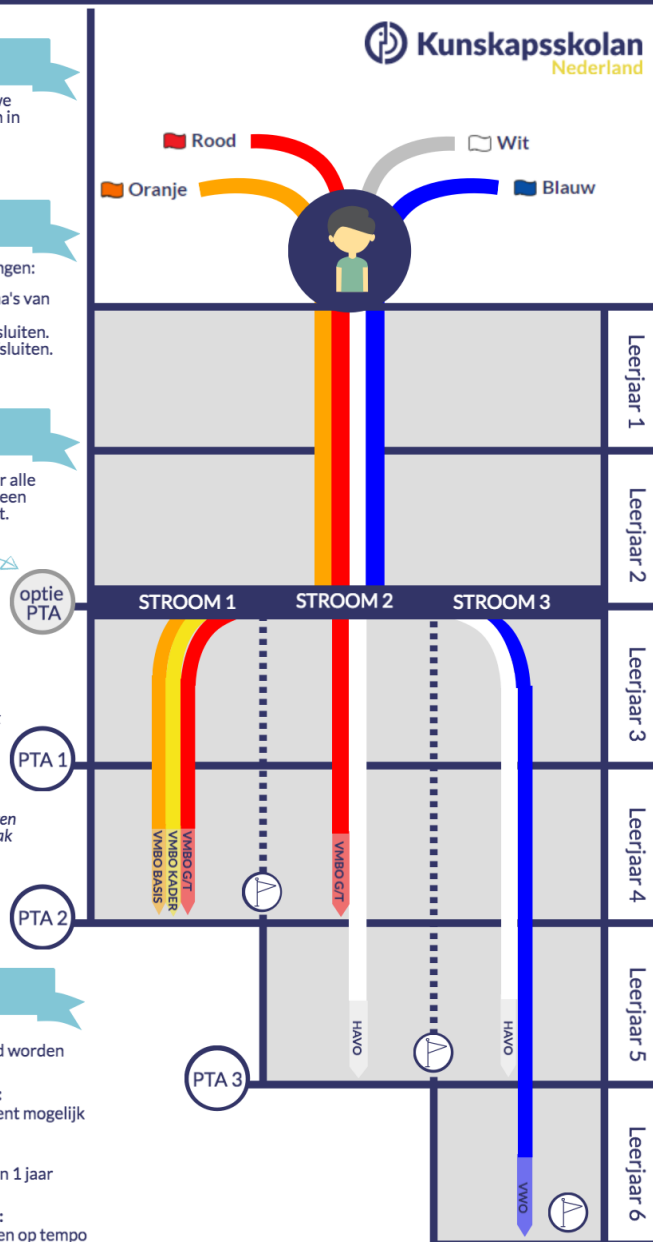 Kunskapsskolan
Nederland
Rood
Wit
Oranje
Blauw
ngen:
na's van
sluiten.
sluiten.
r alle
een
t.
optie
PTA
STROOM 1
STROOM 2
STROOM 3
Leerjaar 1
Leerjaar 2
Leerjaar 3
PTA 1
en
ak
Leerjaar 4
VMBO BASIS
VMBO KADER
VMBO G/T
VMBO G/T
PTA 2
Leerjaar 5
HAVO
HAVO
d worden
PTA 3
:
ent mogelijk
n 1 jaar
:
en op tempo
Leerjaar 6
VWO